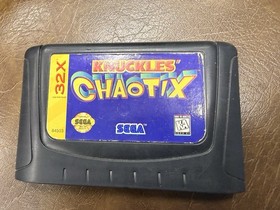 32X
KNUCKLES'
CHAOTIX
SEGA
SEGA
K-A